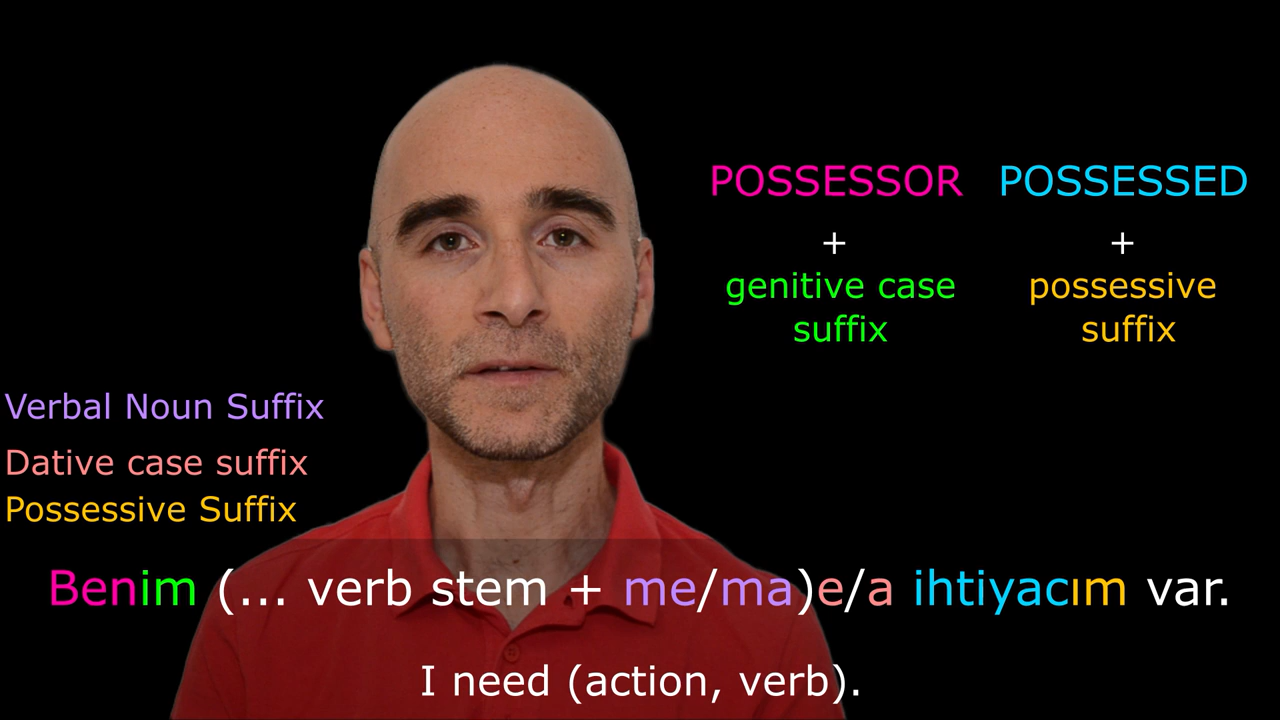 POSSESSOR POSSESSED
+ +
genitive case possessive
suffix suffix
Verbal Noun Suffix
Dative case suffix
Possessive Suffix
Benim (... verb stem + me/ma)e/a ihtiyacım var.
I need (action, verb).